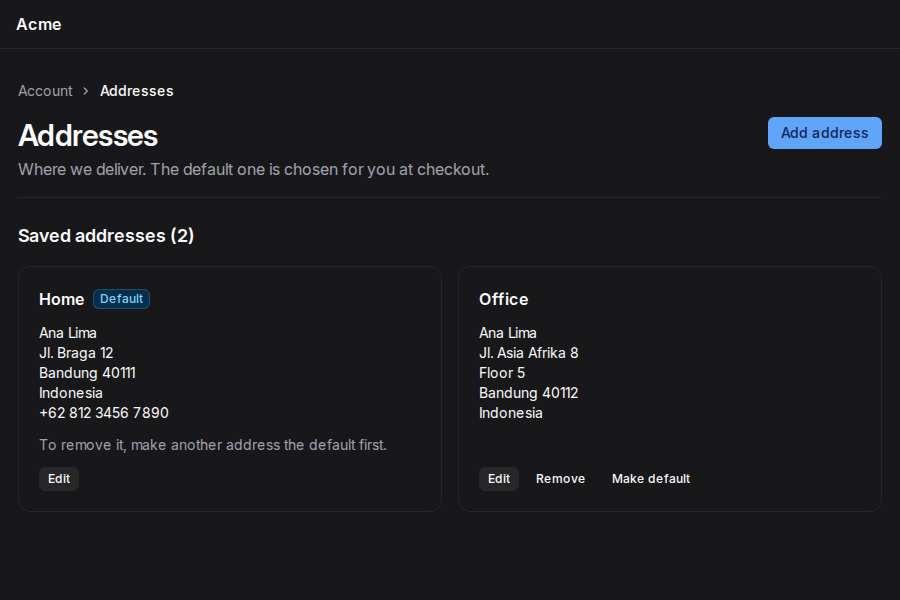 Acme
Account > Addresses
Addresses
Add address
Where we deliver. The default one is chosen for you at checkout.
Saved addresses (2)
Home Default
Ana Lima
Jl. Braga 12
Bandung 40111
Indonesia
+62 812 3456 7890
To remove it, make another address the default first.
Edit
Office
Ana Lima
Jl. Asia Afrika 8
Floor 5
Bandung 40112
Indonesia
Edit Remove Make default